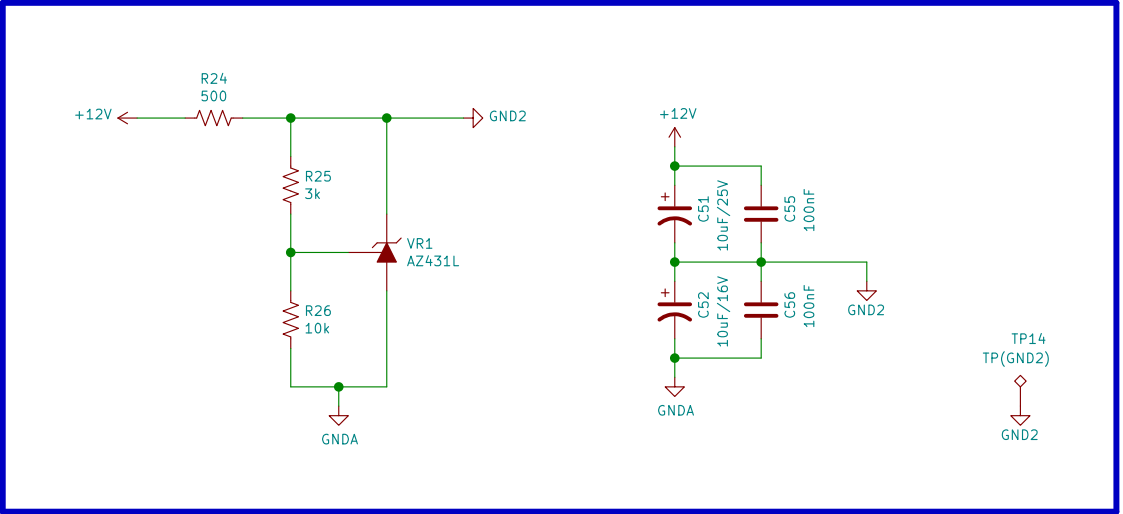 R24
500
+12V
GND2
R25
3k
VR1
AZ431L
R26
10k
GNDA
+12V
+
C51
10uF/25V
C55
100nF
+
C52
10uF/16V
C56
100nF
GND2
GNDA
TP14
TP(GND2)
GND2